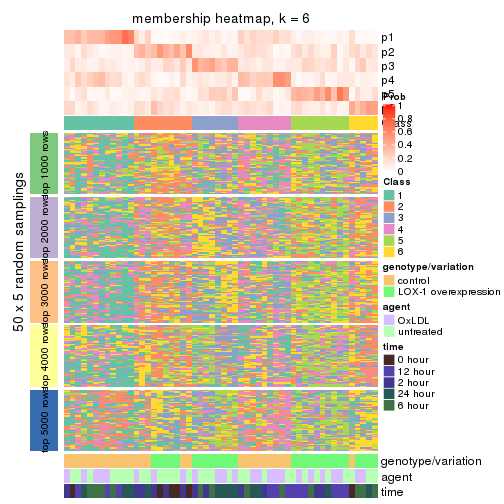 membership heatmap, k = 6
p1
p2
p3
p4
p5
Prob
1
0.8
0.6
0.4
0.2
0
Class
1
2
3
4
5
6
genotype/variation
control
LOX-1 overexpression
agent
OxLDL
untreated
time
0 hour
12 hour
2 hour
24 hour
6 hour
50 x 5 random samplings
top 1000 rows
top 2000 rows
top 3000 rows
top 4000 rows
top 5000 rows
genotype/variation
agent
time